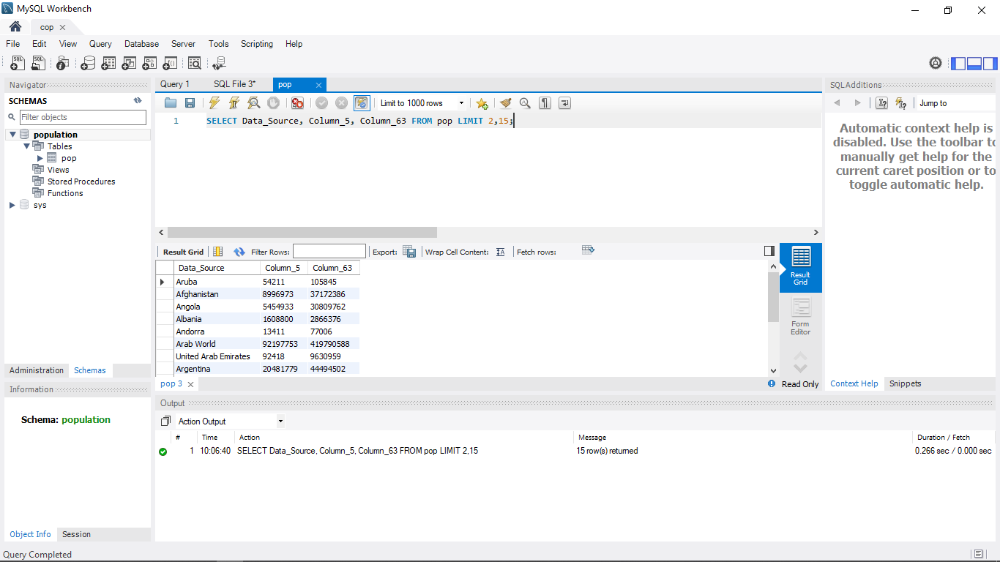 MySQL Workbench
cop
File Edit View Query Database Server Tools Scripting Help
Navigator
SCHEMAS
Filter objects
population
Tables
pop
Views
Stored Procedures
Functions
sys
Administration Schemas
Information
Schema: population
Object Info Session
Query 1 SQL File 3* pop
Limit to 1000 rows
1 SELECT Data_Source, Column_5, Column_63 FROM pop LIMIT 2,15;
Result Grid Filter Rows: Export: Wrap Cell Content: Fetch rows:
Data_Source Column_5 Column_63
Aruba 54211 105845
Afghanistan 8996973 37172386
Angola 5454933 30809762
Albania 1608800 2866376
Andorra 13411 77006
Arab World 92197753 419790588
United Arab Emirates 92418 9630959
Argentina 20481779 44494502
Result
Grid
Form
Editor
pop 3 Read Only
SQLAdditions
Jump to
Automatic context help is
disabled. Use the toolbar to
manually get help for the
current caret position or to
toggle automatic help.
Context Help Snippets
Output
Action Output
# Time Action Message Duration / Fetch
1 10:06:40 SELECT Data_Source, Column_5, Column_63 FROM pop LIMIT 2,15 15 row(s) returned 0.266 sec / 0.000 sec
Query Completed